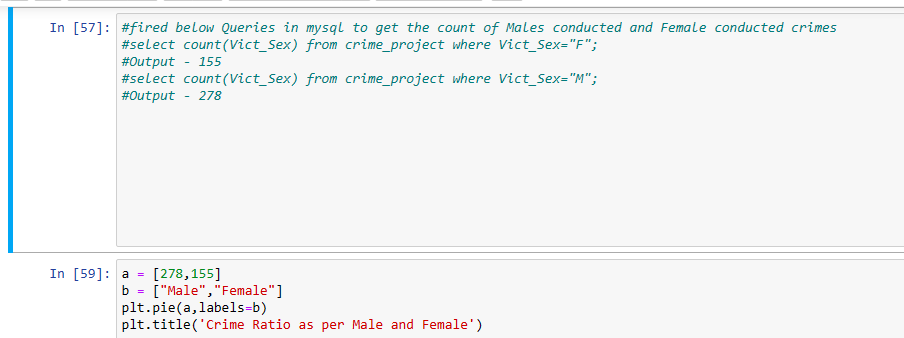 In [57]: #fired below Queries in mysql to get the count of Males conducted and Female conducted crimes
#select count(Vict_Sex) from crime_project where Vict_Sex="F";
#Output - 155
#select count(Vict_Sex) from crime_project where Vict_Sex="M";
#Output - 278
In [59]: a = [278,155]
b = ["Male","Female"]
plt.pie(a,labels=b)
plt.title('Crime Ratio as per Male and Female')